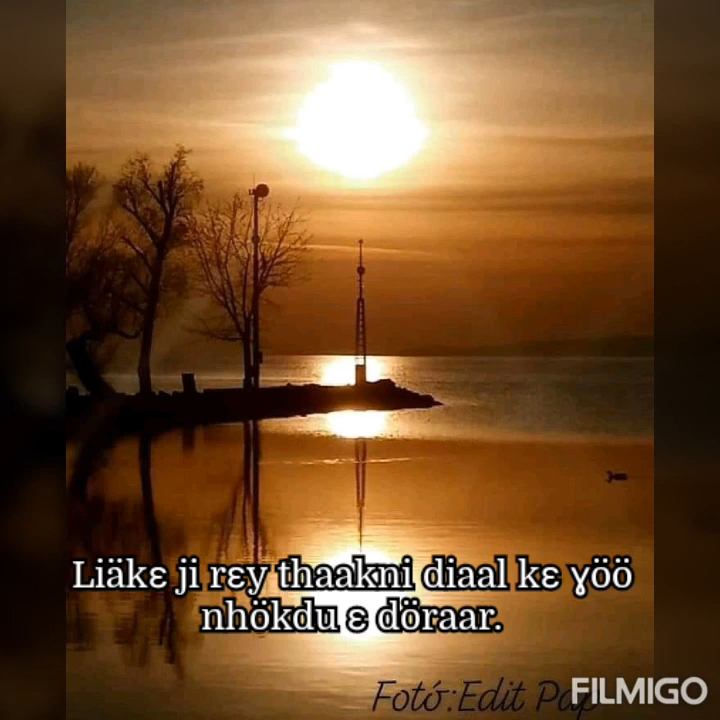 Liäkɛ ji rɛy thaakni diaal kɛ ɣöö
nhökdu ɛ döraar.
Fotó:Edit Pap
FILMIGO